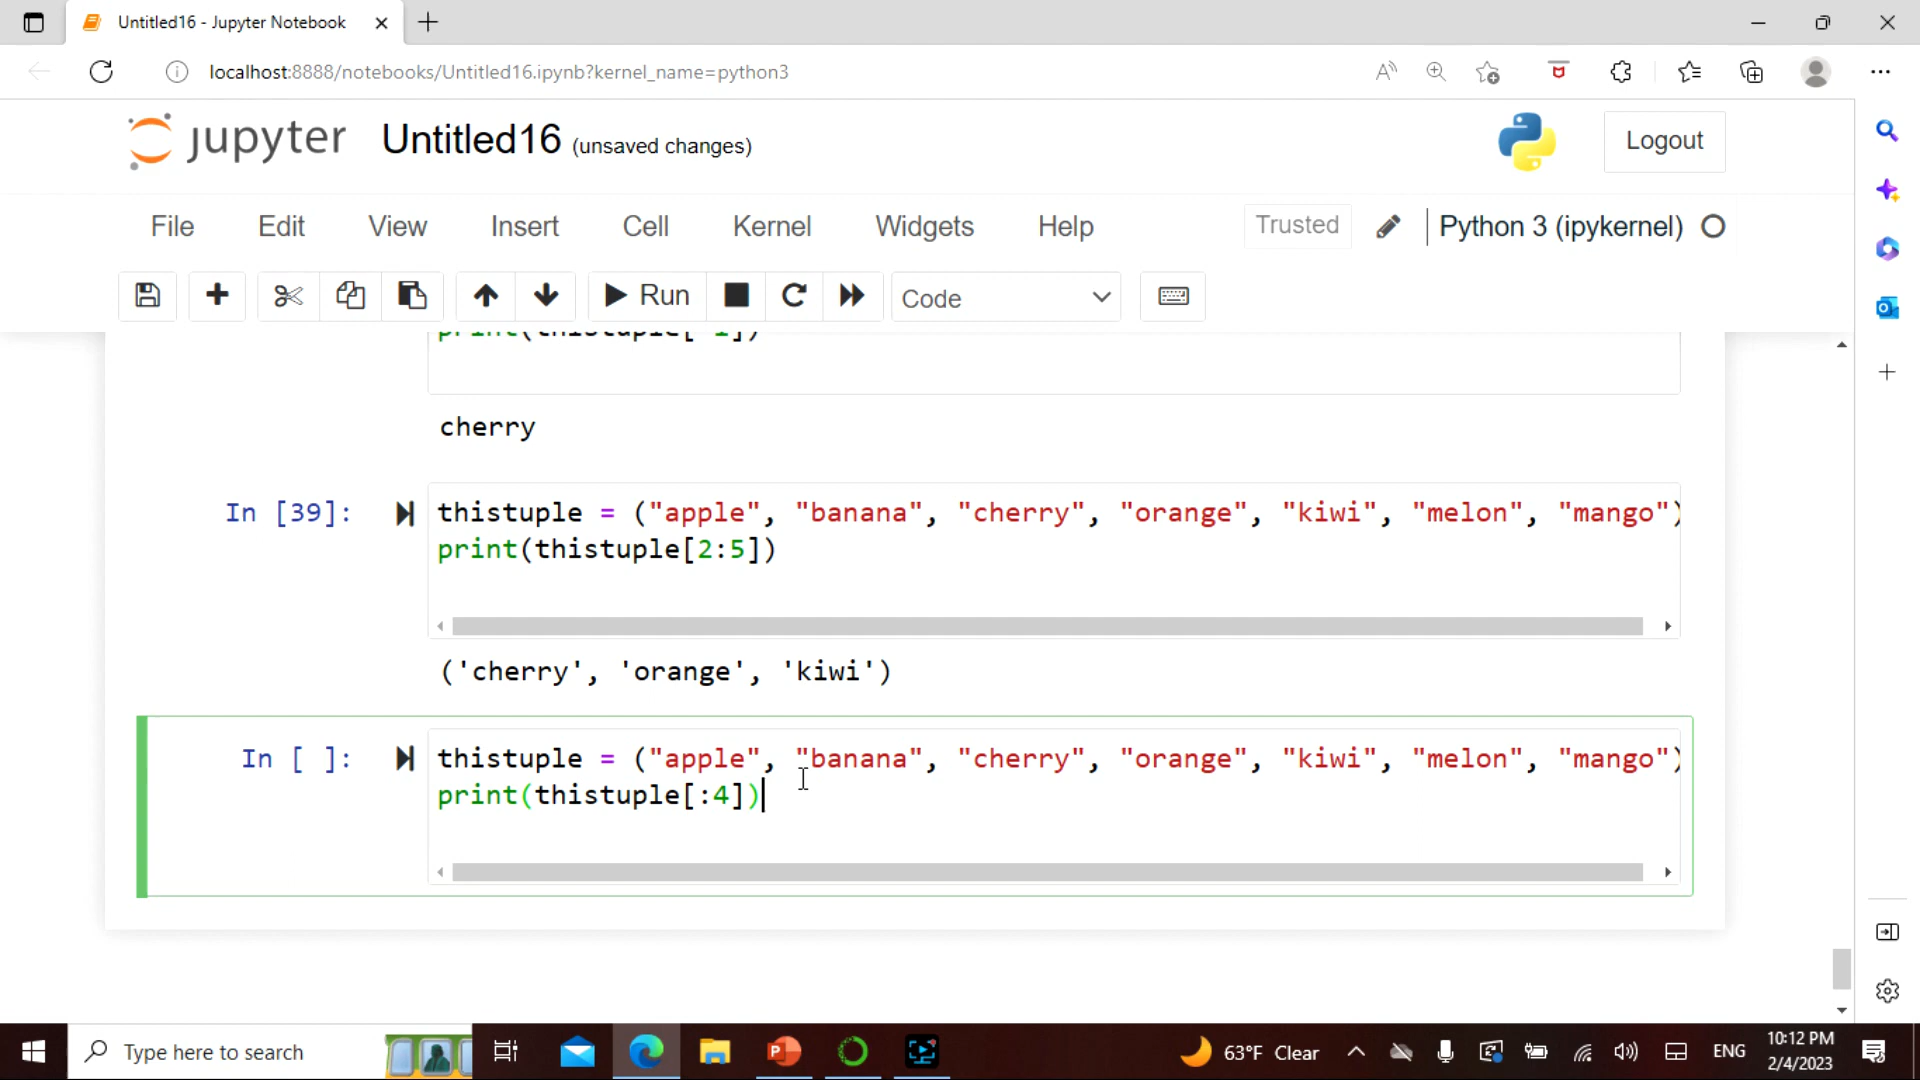 Untitled16 - Jupyter Notebook
localhost:8888/notebooks/Untitled16.ipynb?kernel_name=python3
jupyter Untitled16 (unsaved changes)
Logout
File Edit View Insert Cell Kernel Widgets Help Trusted Python 3 (ipykernel)
Run Code
print(thistuple[-1])
cherry
In [39]: thistuple = ("apple", "banana", "cherry", "orange", "kiwi", "melon", "mango")
print(thistuple[2:5])
('cherry', 'orange', 'kiwi')
In [ ]: thistuple = ("apple", "banana", "cherry", "orange", "kiwi", "melon", "mango")
print(thistuple[:4])
Type here to search
63°F Clear
ENG
10:12 PM
2/4/2023